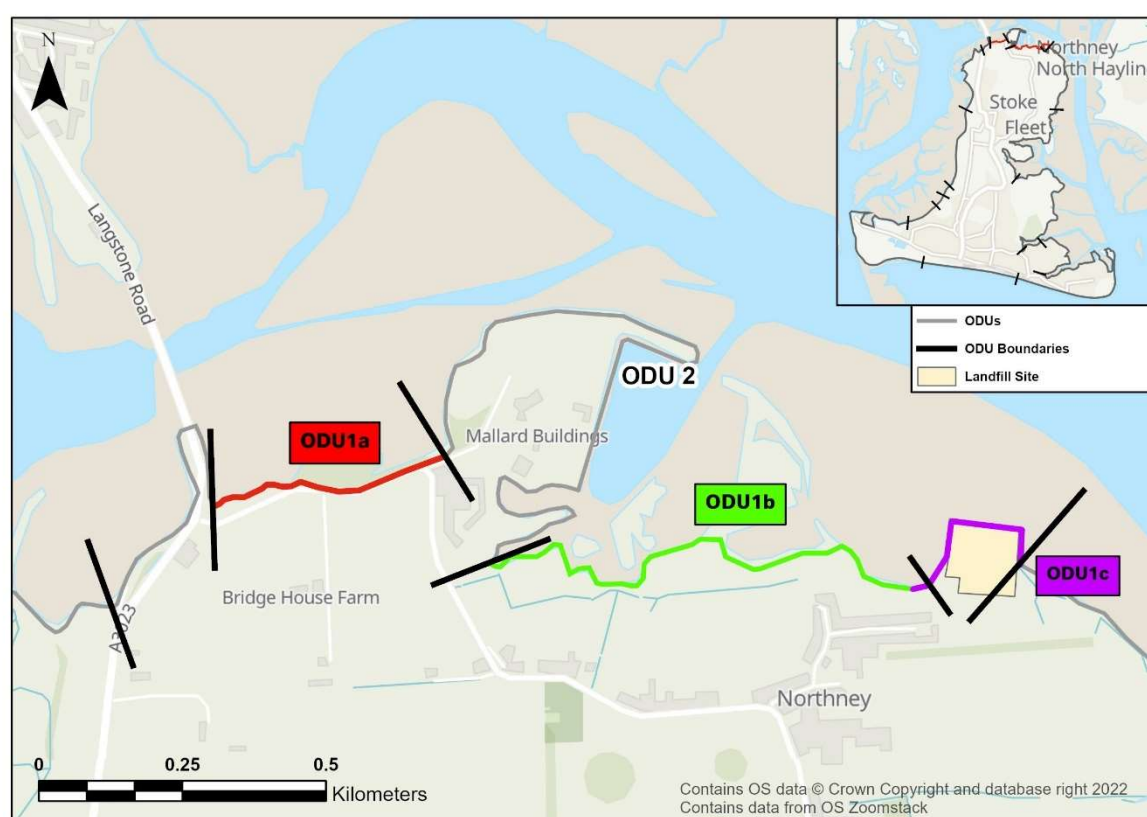 N
Northney
North Haylin
Stoke
Fleet
ODUs
ODU Boundaries
Landfill Site
Langstone Road
ODU 2
ODU1a
Mallard Buildings
ODU1b
ODU1c
Bridge House Farm
A3023
Northney
0 0.25 0.5
Kilometers
Contains OS data © Crown Copyright and database right 2022
Contains data from OS Zoomstack